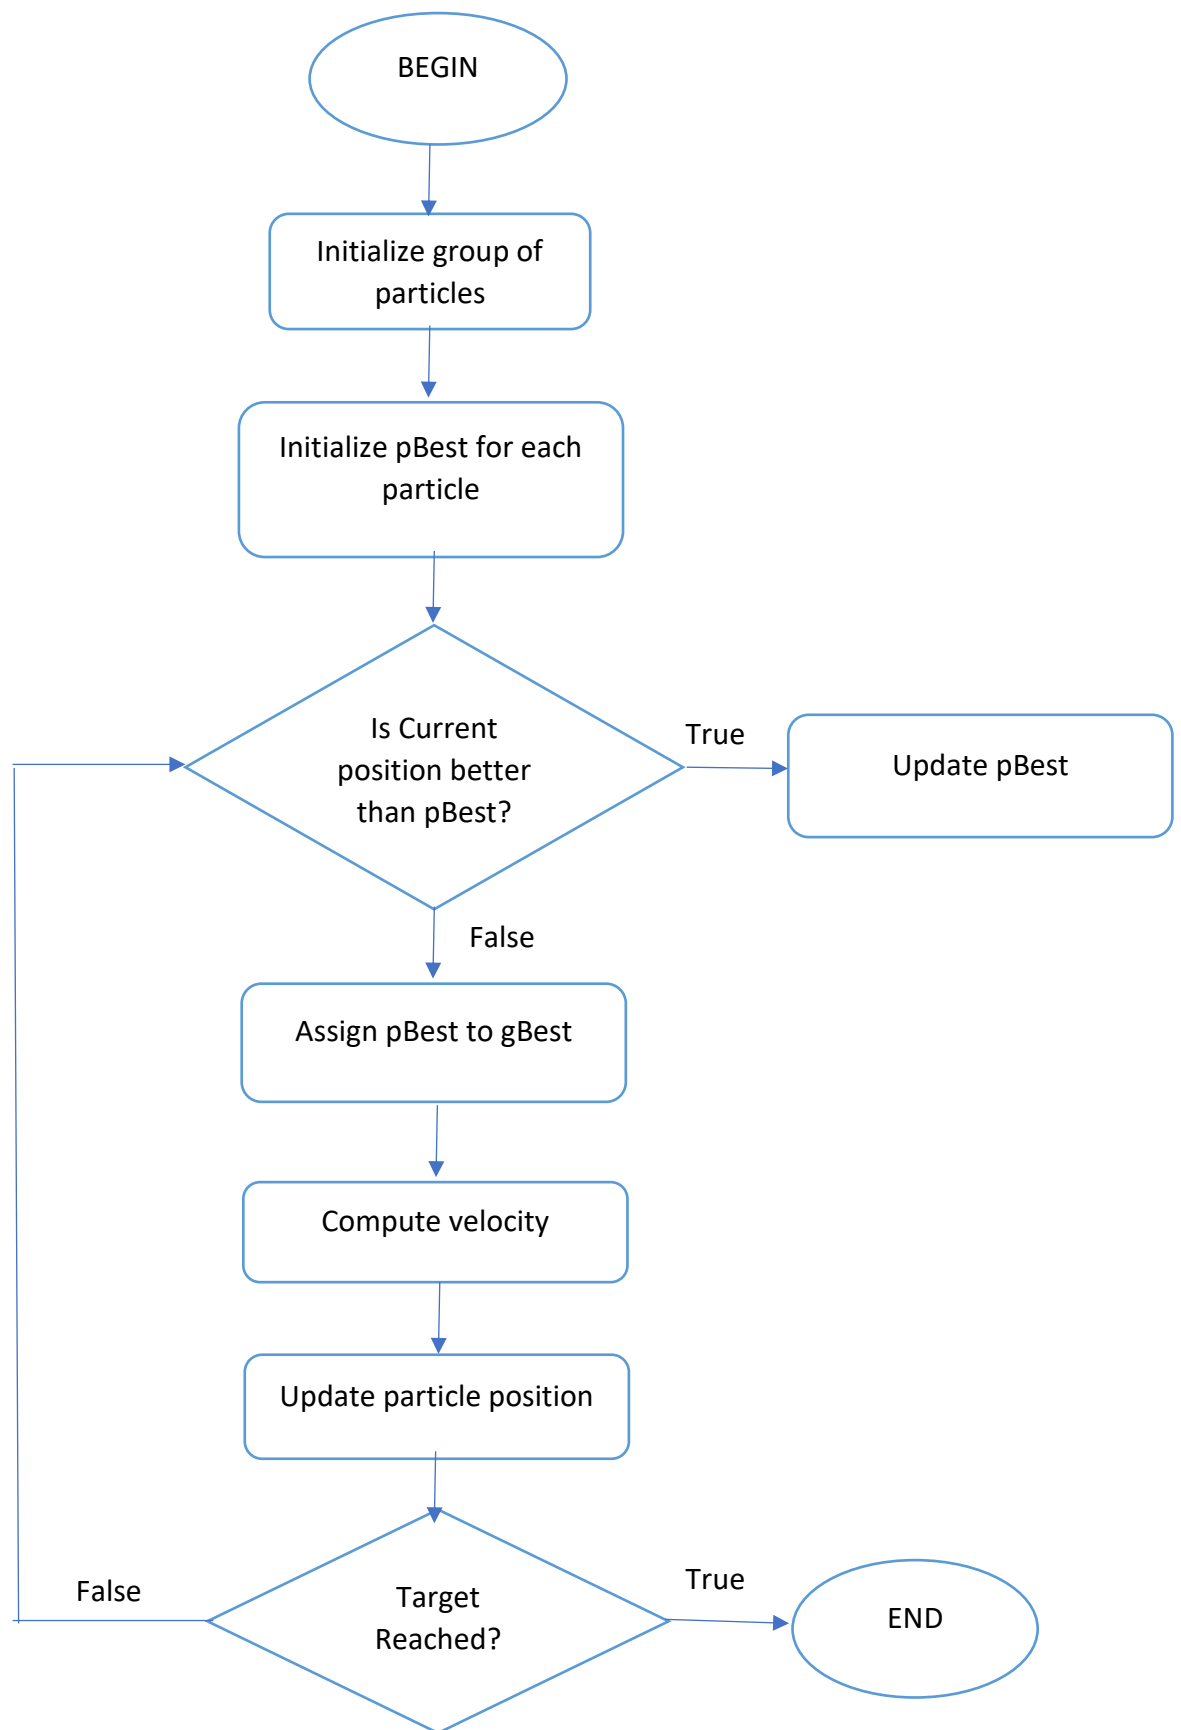 BEGIN
Initialize group of
particles
Initialize pBest for each
particle
Is Current
position better
than pBest?
True
Update pBest
False
Assign pBest to gBest
Compute velocity
Update particle position
False
Target
Reached?
True
END